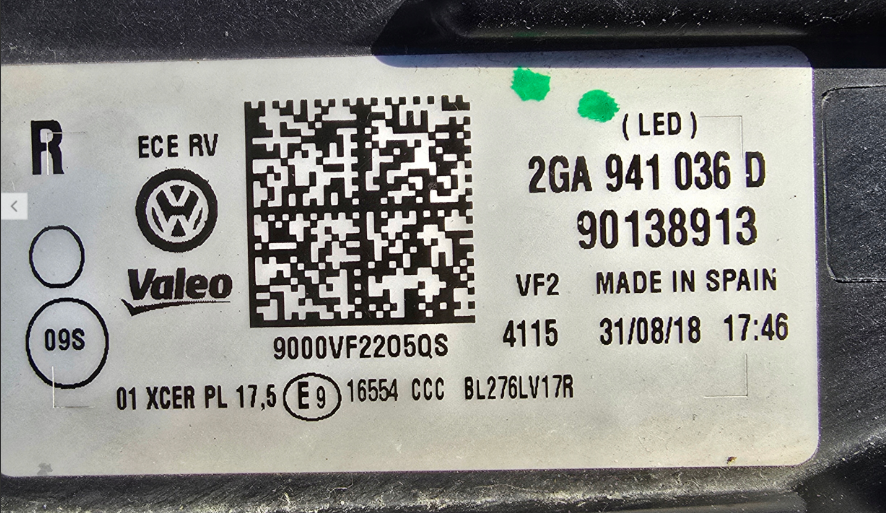 R
ECE RV
(LED)
2GA 941 036 D
90138913
Valeo
VF2 MADE IN SPAIN
09S
9000VF2205QS
4115 31/08/18 17:46
01 XCER PL 17,5 E9 16554 CCC BL276LV17R